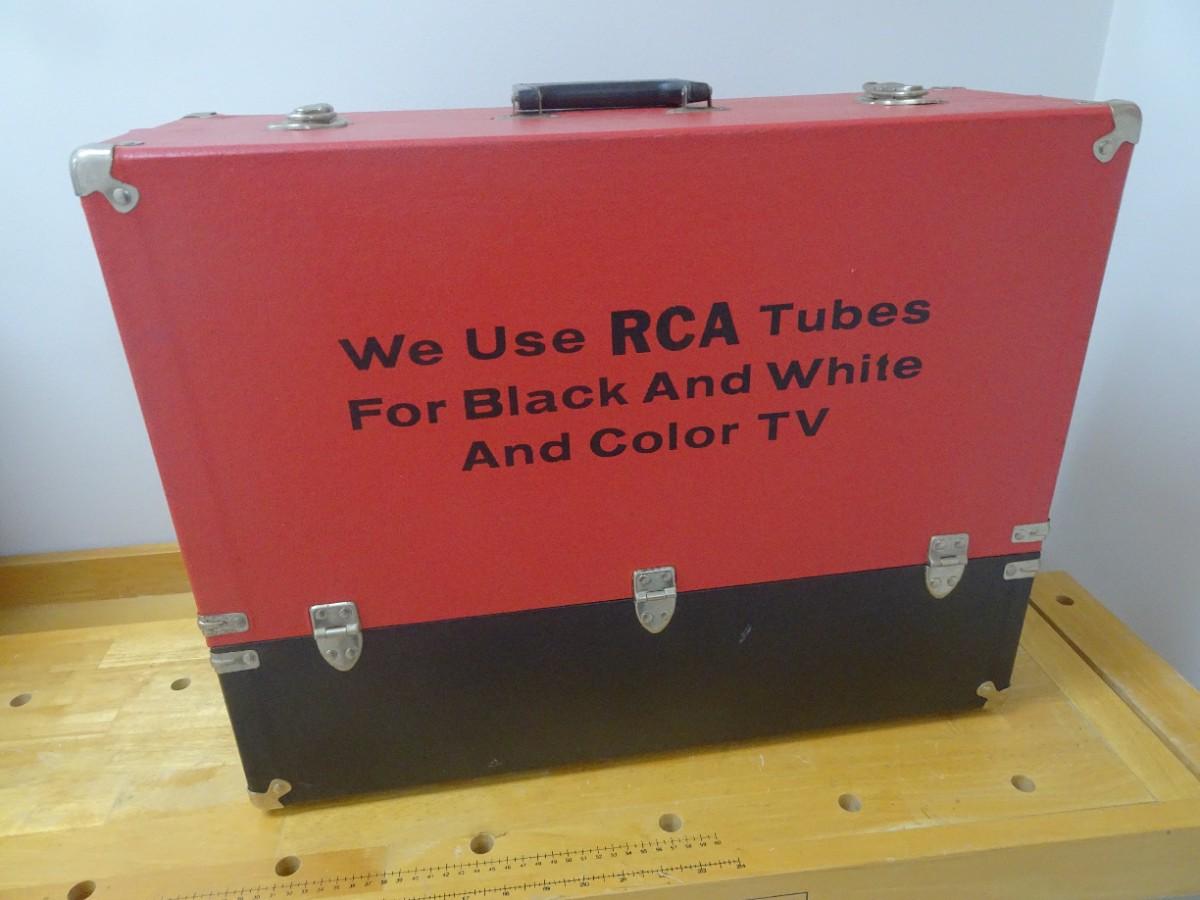 We Use RCA Tubes
For Black And White
And Color TV